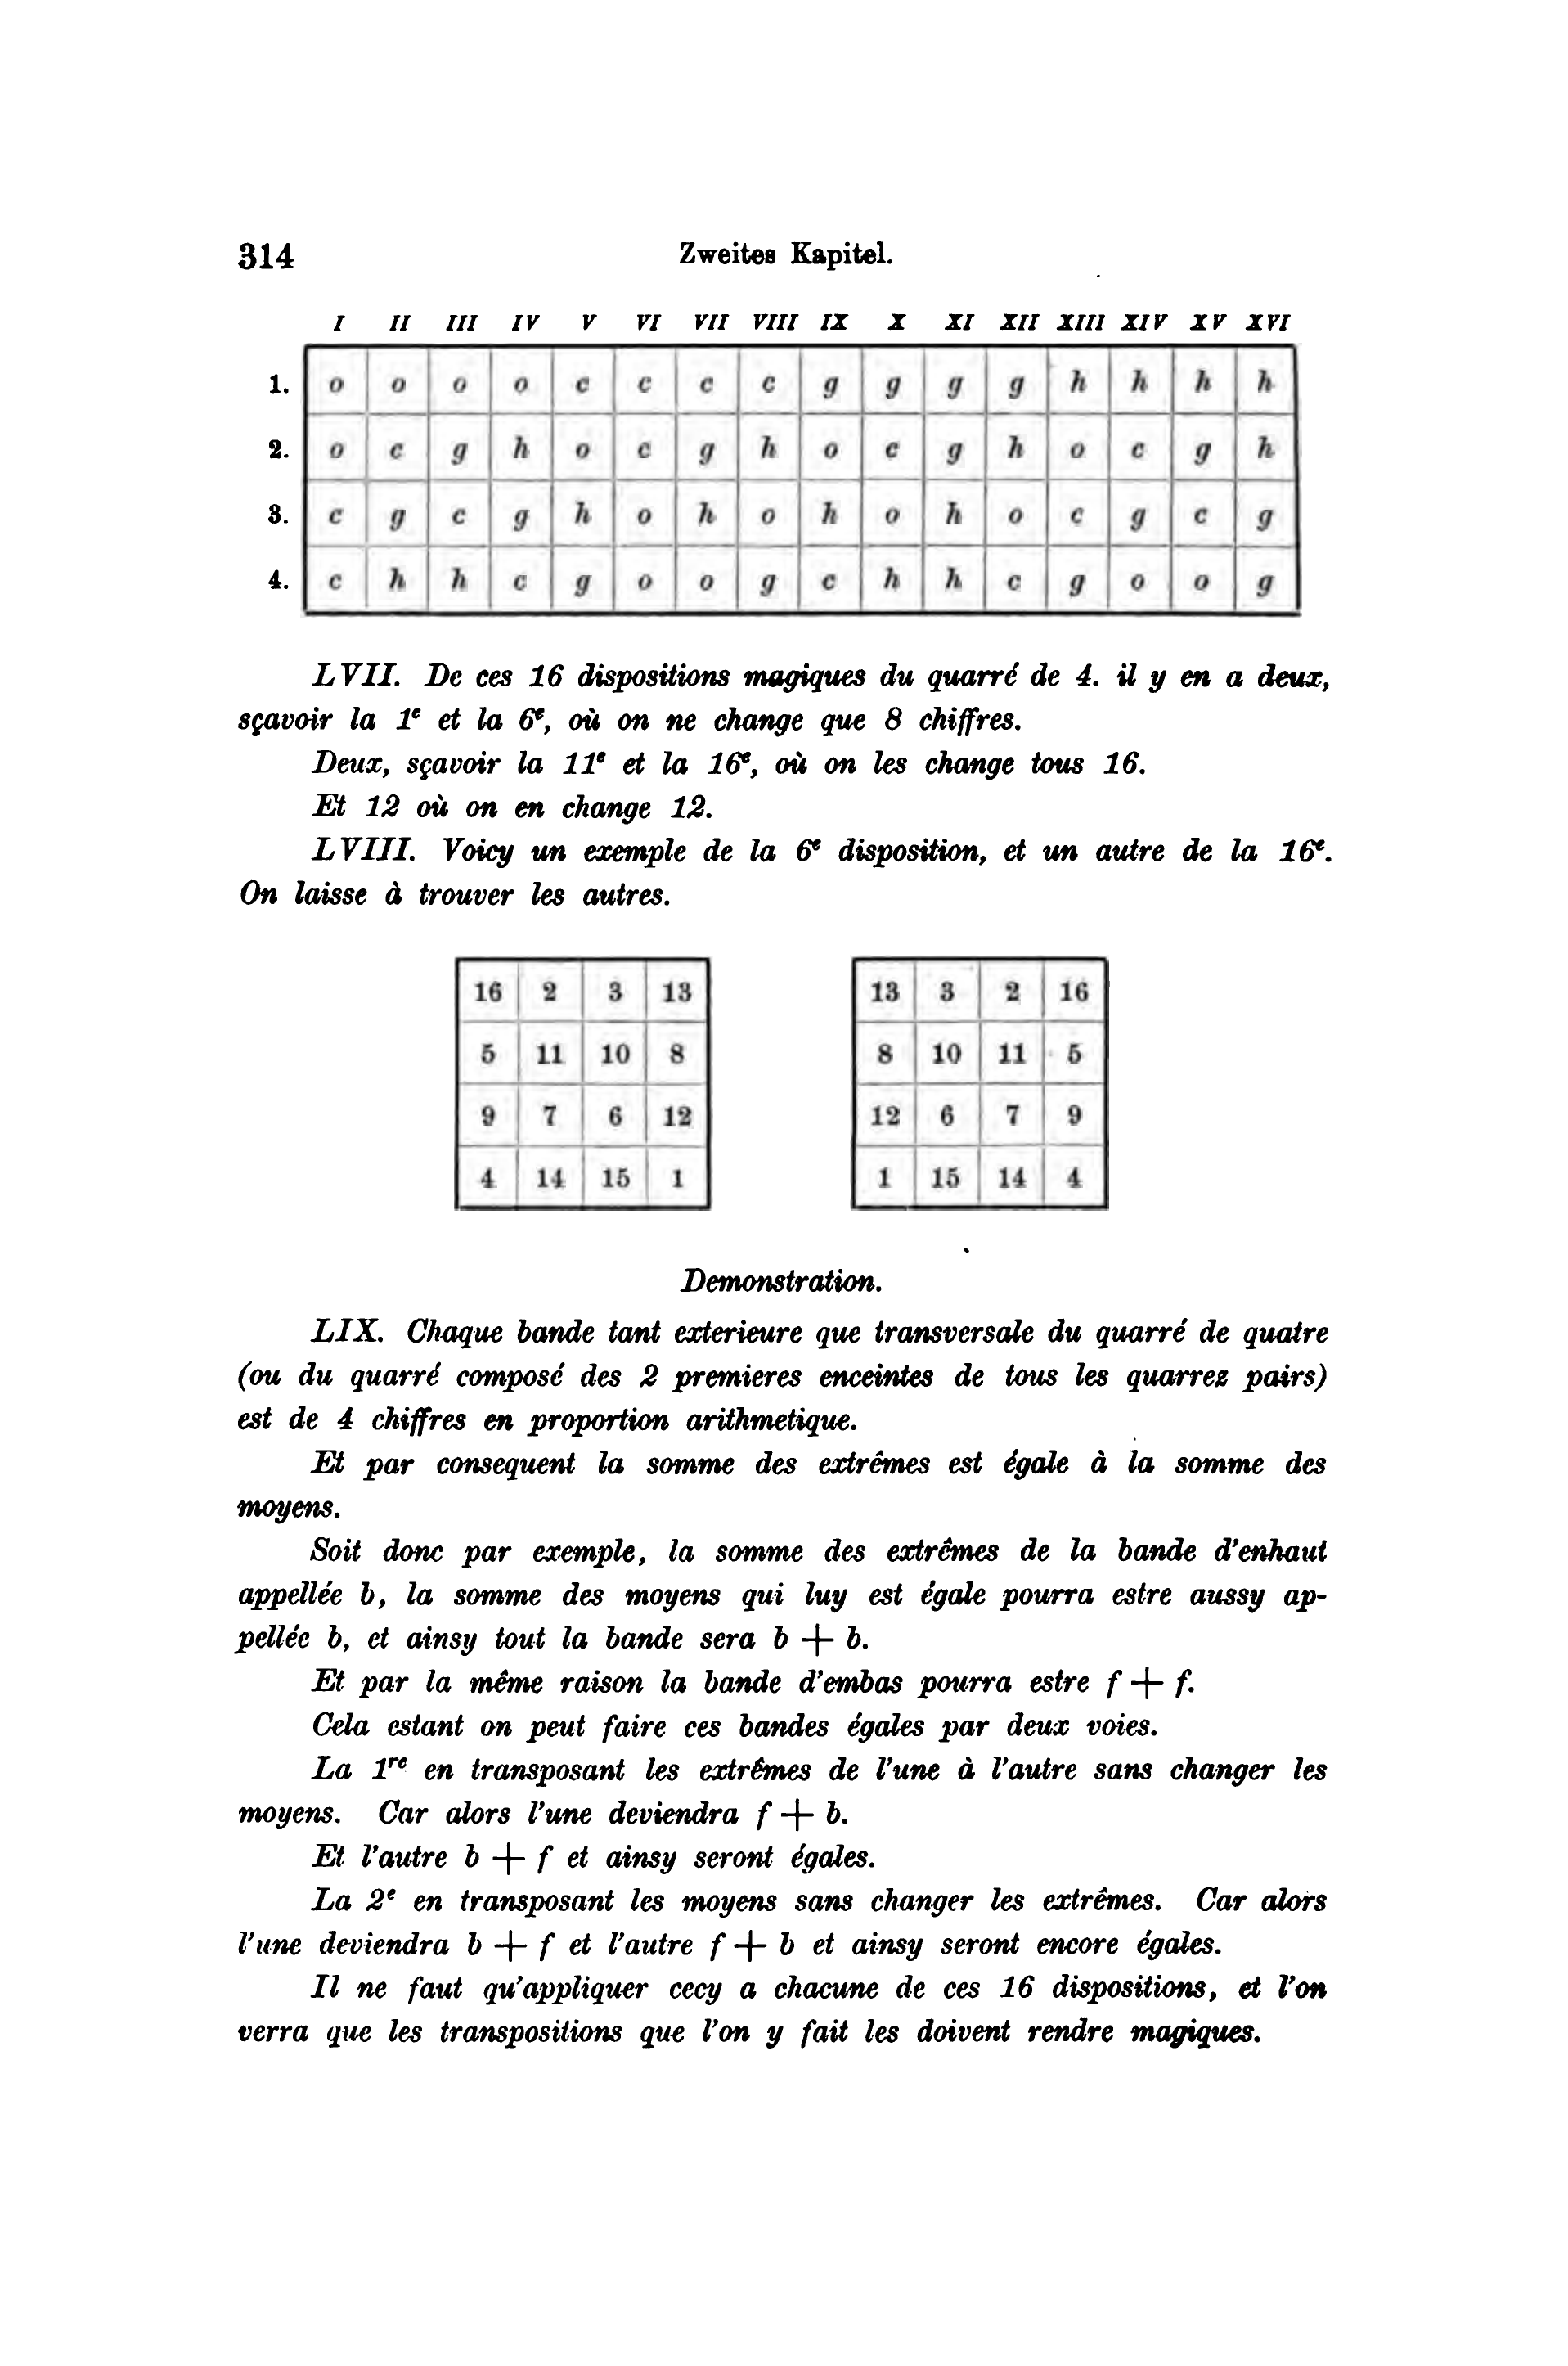 314 Zweites Kapitel.
I II III IV V VI VII VIII IX X XI XII XIII XIV XV XVI
1. o o o o c c c c g g g g h h h h
2. o c g h o c g h o c g h o c g h
3. c g c g h o h o h o h o c g c g
4. c h h c g o o g c h h c g o o g
LVII. De ces 16 dispositions magiques du quarré de 4. il y en a deux,
sçavoir la 1e et la 6e, où on ne change que 8 chiffres.
Deux, sçavoir la 11e et la 16e, où on les change tous 16.
Et 12 où on en change 12.
LVIII. Voicy un exemple de la 6e disposition, et un autre de la 16e.
On laisse à trouver les autres.
16 2 3 13
5 11 10 8
9 7 6 12
4 14 15 1
13 3 2 16
8 10 11 5
12 6 7 9
1 15 14 4
Demonstration.
LIX. Chaque bande tant exterieure que transversale du quarré de quatre
(ou du quarré composé des 2 premieres enceintes de tous les quarrez pairs)
est de 4 chiffres en proportion arithmetique.
Et par consequent la somme des extrêmes est égale à la somme des
moyens.
Soit donc par exemple, la somme des extrêmes de la bande d'enhaut
appellée b, la somme des moyens qui luy est égale pourra estre aussy ap-
pellée b, et ainsy tout la bande sera b + b.
Et par la même raison la bande d'embas pourra estre f + f.
Cela estant on peut faire ces bandes égales par deux voies.
La 1re en transposant les extrêmes de l'une à l'autre sans changer les
moyens. Car alors l'une deviendra f + b.
Et l'autre b + f et ainsy seront égales.
La 2e en transposant les moyens sans changer les extrêmes. Car alors
l'une deviendra b + f et l'autre f + b et ainsy seront encore égales.
Il ne faut qu'appliquer cecy a chacune de ces 16 dispositions, et l'on
verra que les transpositions que l'on y fait les doivent rendre magiques.